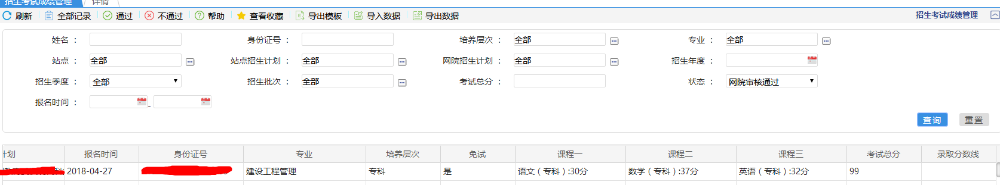 招生考试成绩管理 详情
刷新 全部记录 通过 不通过 帮助 查看收藏 导出模板 导入数据 导出数据 招生考试成绩管理
姓名 ： 身份证号 ： 培养层次 ： 全部 专业 ： 全部
站点 ： 全部 站点招生计划 ： 全部 网院招生计划 ： 全部 招生年度 ：
招生季度 ： 全部 招生批次 ： 全部 考试总分 ： 状态 ： 网院审核通过
报名时间 ： -
查询 重置
计划 报名时间 身份证号 专业 培养层次 免试 课程一 课程二 课程三 考试总分 录取分数线
2018-04-27 建设工程管理 专科 是 语文（专科）:30分 数学（专科）:37分 英语（专科）:32分 99